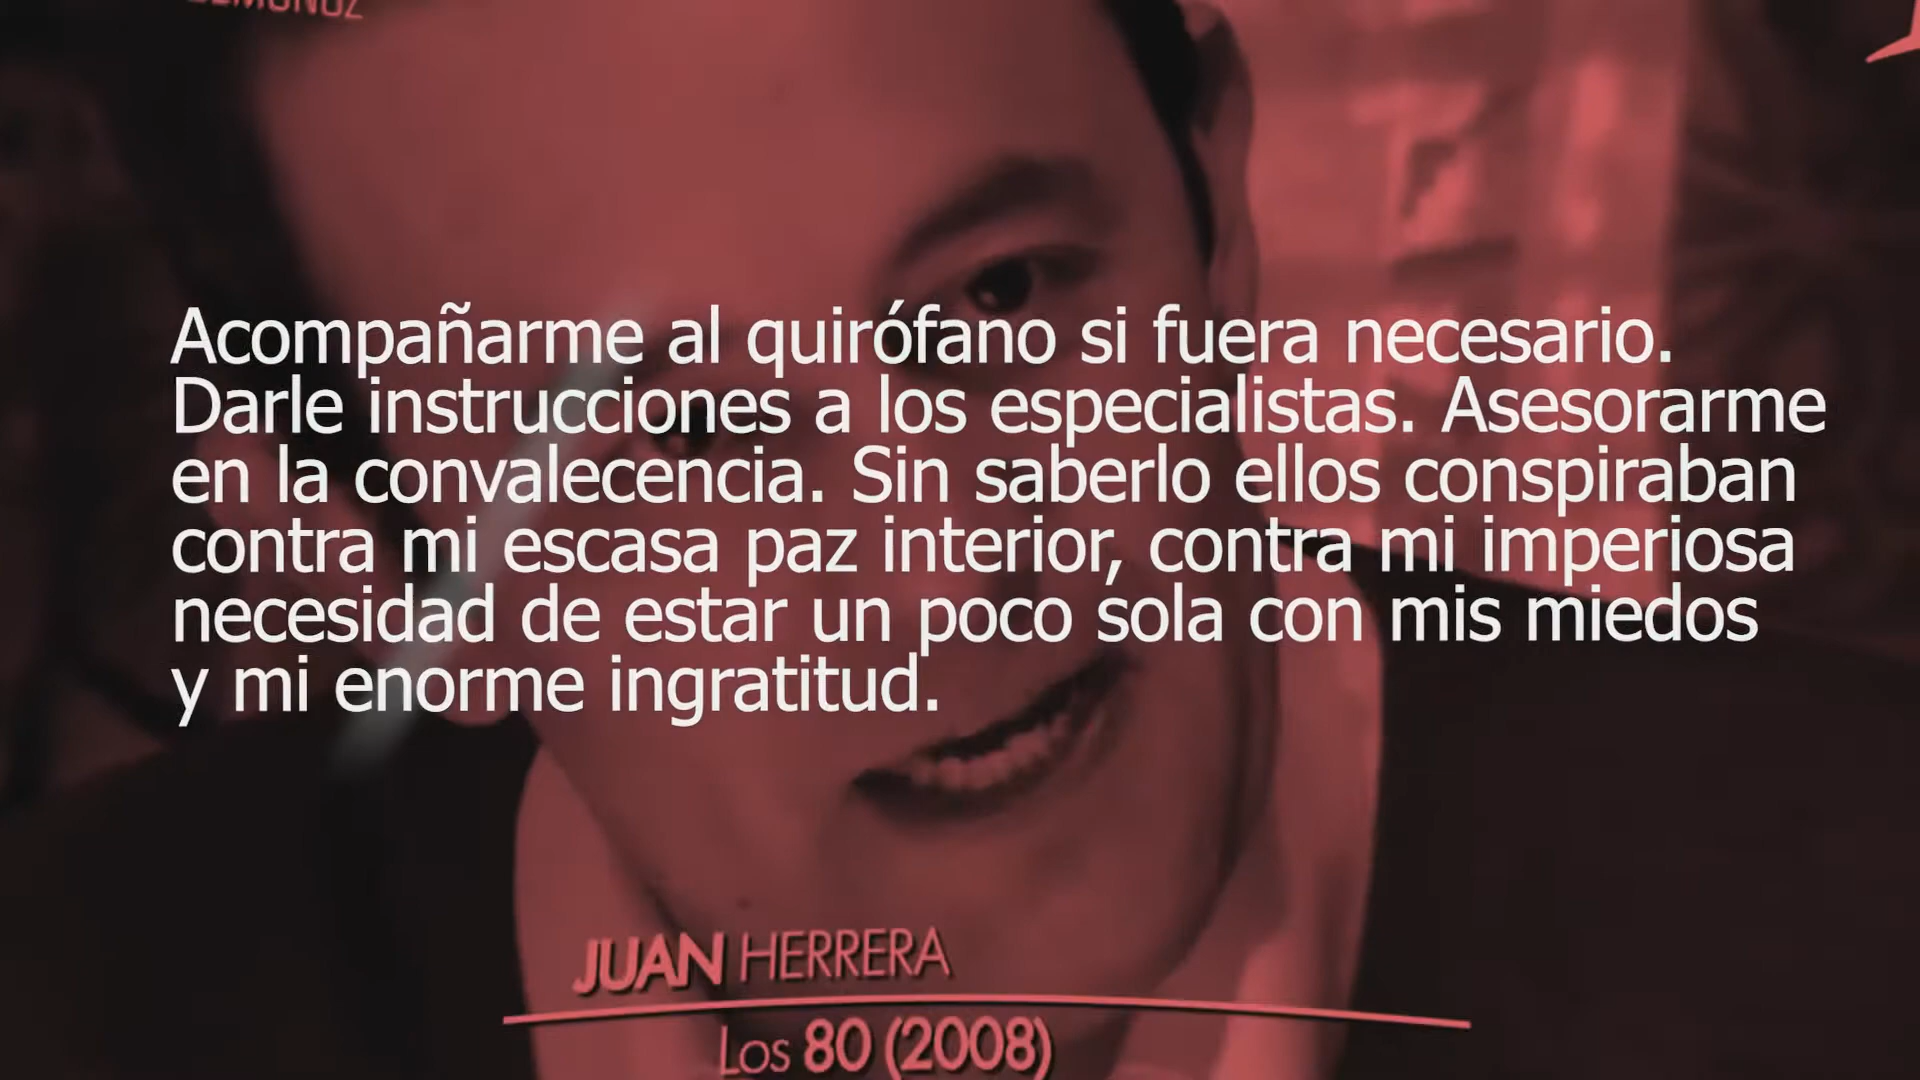 Acompañarme al quirófano si fuera necesario.
Darle instrucciones a los especialistas. Asesorarme
en la convalecencia. Sin saberlo ellos conspiraban
contra mi escasa paz interior, contra mi imperiosa
necesidad de estar un poco sola con mis miedos
y mi enorme ingratitud.
JUAN HERRERA
Los 80 (2008)